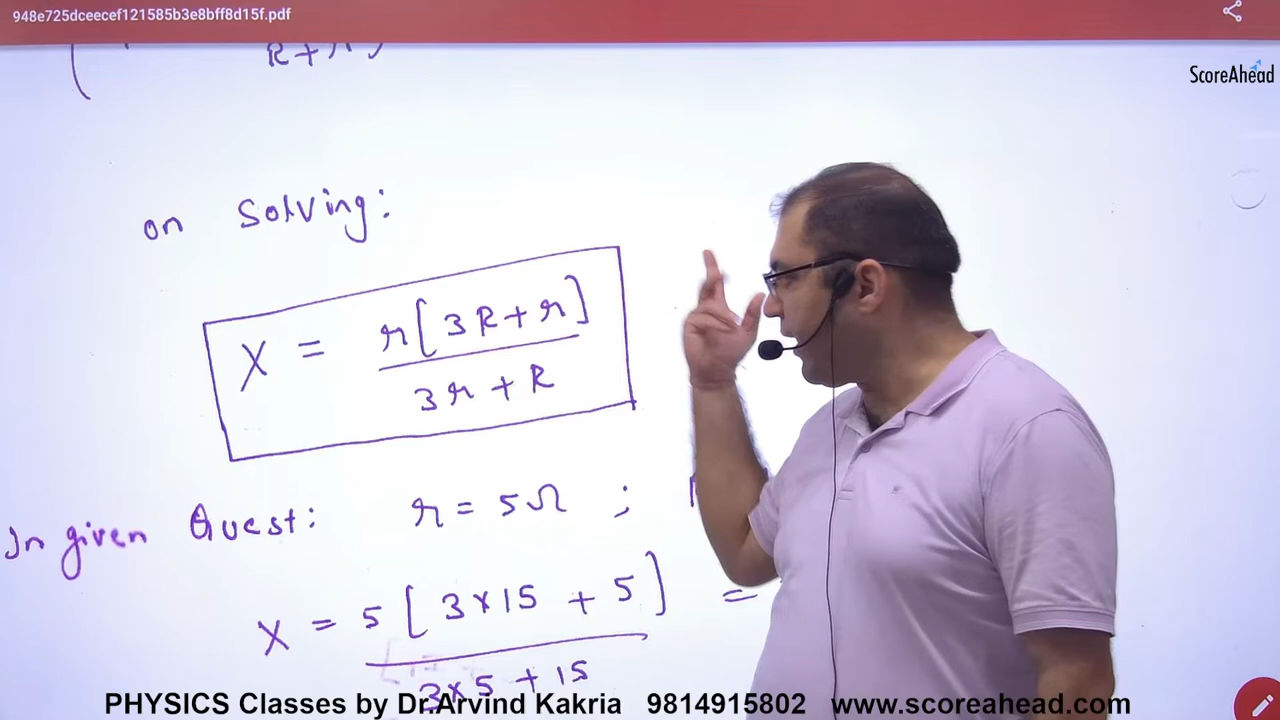 948e725dceecef121585b3e8bff8d15f.pdf
ScoreAhead
R+r
on Solving:
X = r[3R+r]
3r+R
In given Quest: r = 5Ω ;
X = 5[3×15 + 5] =
3×5 + 15
PHYSICS Classes by Dr.Arvind Kakria 9814915802 www.scoreahead.com